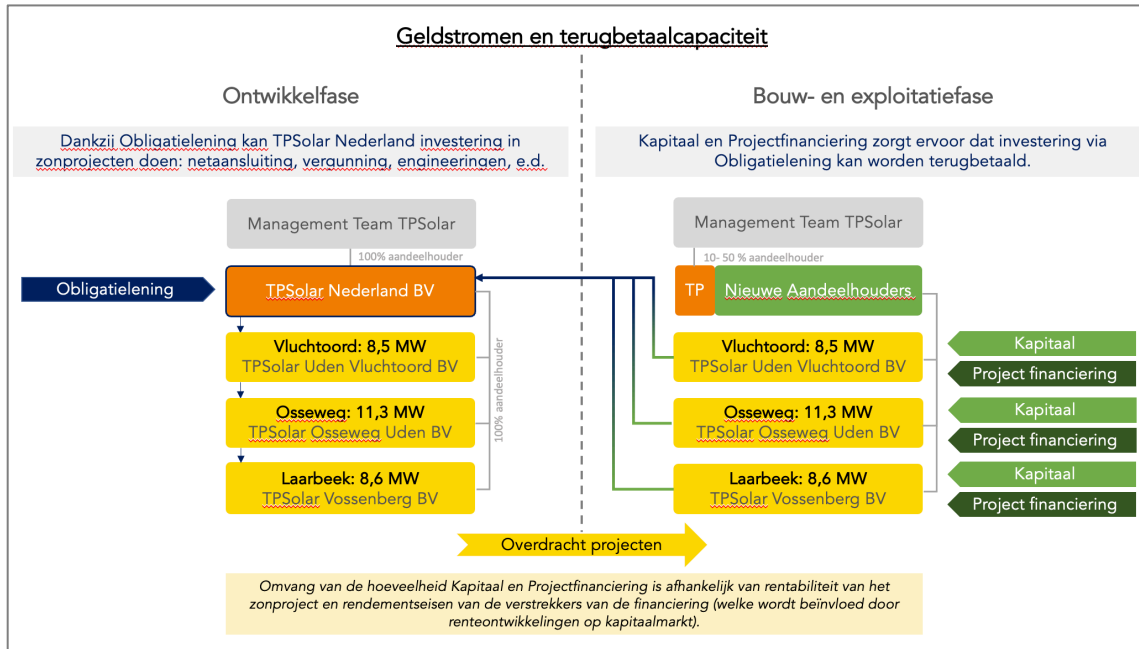 Geldstromen en terugbetaalcapaciteit
Ontwikkelfase
Dankzij Obligatielening kan TPSolar Nederland investering in
zonprojecten doen: netaansluiting, vergunning, engineeringen, e.d.
Management Team TPSolar
100% aandeelhouder
Obligatielening
TPSolar Nederland BV
Vluchtoord: 8,5 MW
TPSolar Uden Vluchtoord BV
Osseweg: 11,3 MW
TPSolar Osseweg Uden BV
Laarbeek: 8,6 MW
TPSolar Vossenberg BV
100% aandeelhouder
Bouw- en exploitatiefase
Kapitaal en Projectfinanciering zorgt ervoor dat investering via
Obligatielening kan worden terugbetaald.
Management Team TPSolar
10- 50 % aandeelhouder
TP
Nieuwe Aandeelhouders
Vluchtoord: 8,5 MW
TPSolar Uden Vluchtoord BV
Kapitaal
Project financiering
Osseweg: 11,3 MW
TPSolar Osseweg Uden BV
Kapitaal
Project financiering
Laarbeek: 8,6 MW
TPSolar Vossenberg BV
Kapitaal
Project financiering
Overdracht projecten
Omvang van de hoeveelheid Kapitaal en Projectfinanciering is afhankelijk van rentabiliteit van het
zonproject en rendementseisen van de verstrekkers van de financiering (welke wordt beïnvloed door
renteontwikkelingen op kapitaalmarkt).